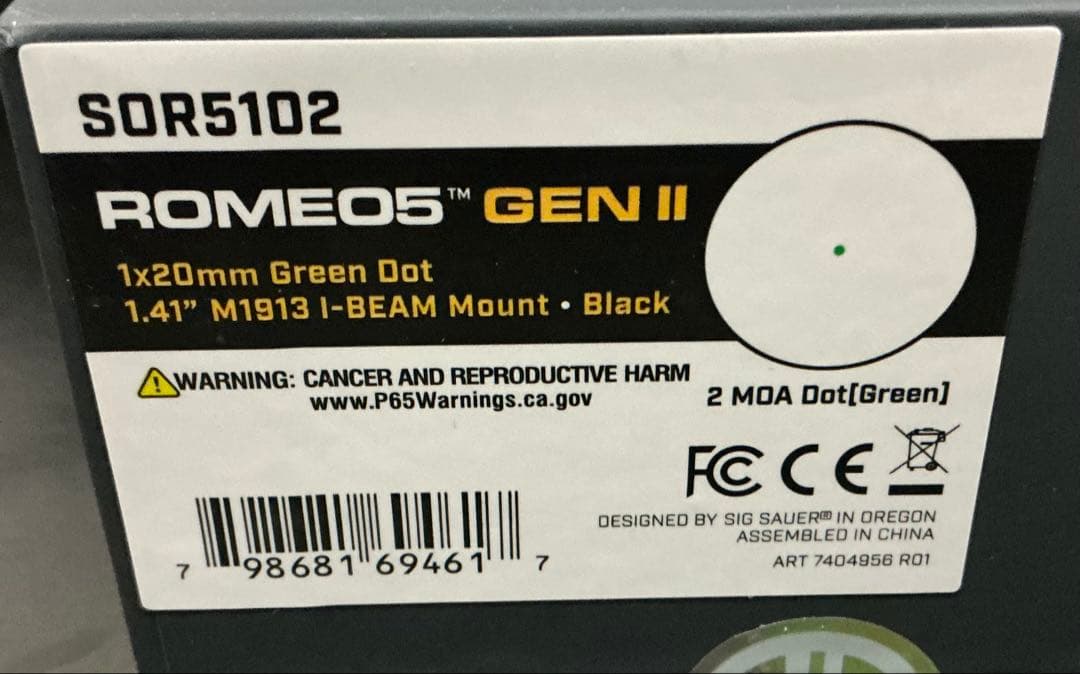 SOR5102
ROMEO5™ GEN II
1x20mm Green Dot
1.41” M1913 I-BEAM Mount • Black
WARNING: CANCER AND REPRODUCTIVE HARM
www.P65Warnings.ca.gov
2 MOA Dot[Green]
FC CE
DESIGNED BY SIG SAUER® IN OREGON
ASSEMBLED IN CHINA
ART 7404956 R01
7 98681 69461 7